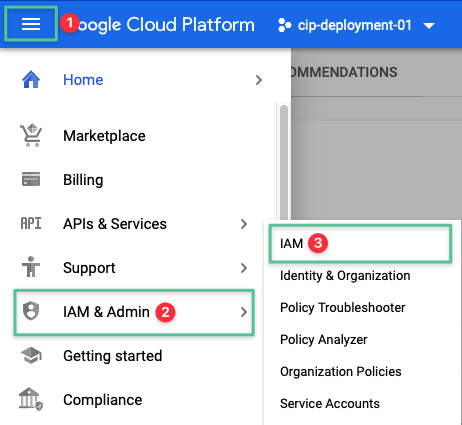 1 Google Cloud Platform cip-deployment-01
Home
OMMENDATIONS
Marketplace
Billing
API APIs & Services
Support
IAM & Admin 2
Getting started
Compliance
IAM 3
Identity & Organization
Policy Troubleshooter
Policy Analyzer
Organization Policies
Service Accounts